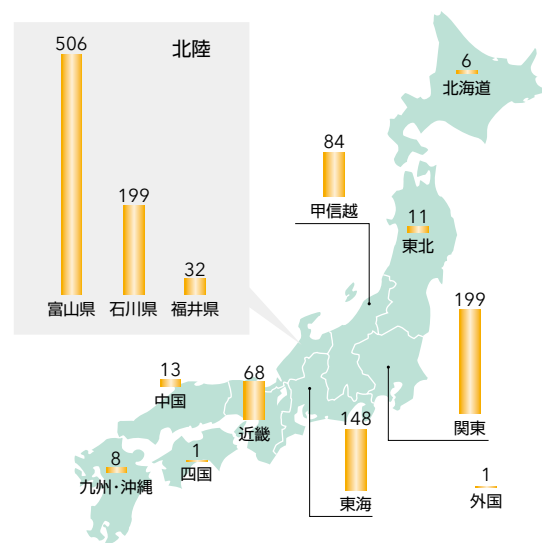 北陸
506
富山県
199
石川県
32
福井県
6
北海道
84
甲信越
11
東北
199
関東
13
中国
68
近畿
148
東海
8
九州・沖縄
1
四国
1
外国